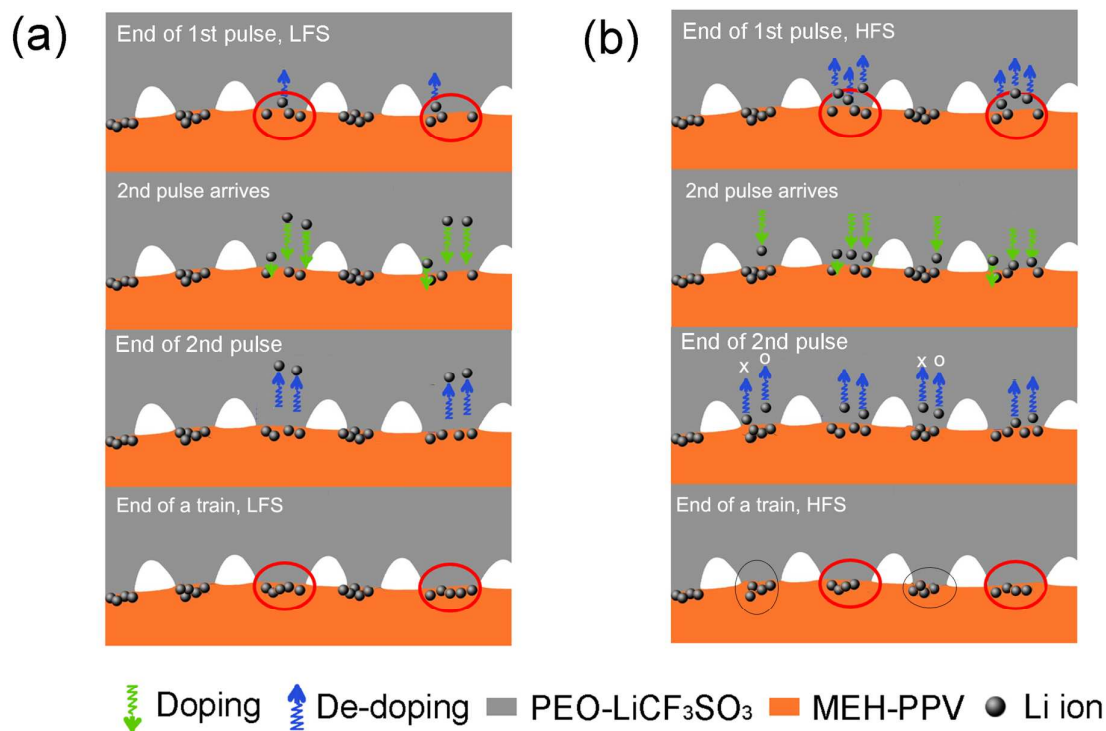 (a)
End of 1st pulse, LFS
2nd pulse arrives
End of 2nd pulse
End of a train, LFS
(b)
End of 1st pulse, HFS
2nd pulse arrives
End of 2nd pulse
x o x o
End of a train, HFS
Doping De-doping PEO-LiCF₃SO₃ MEH-PPV Li ion